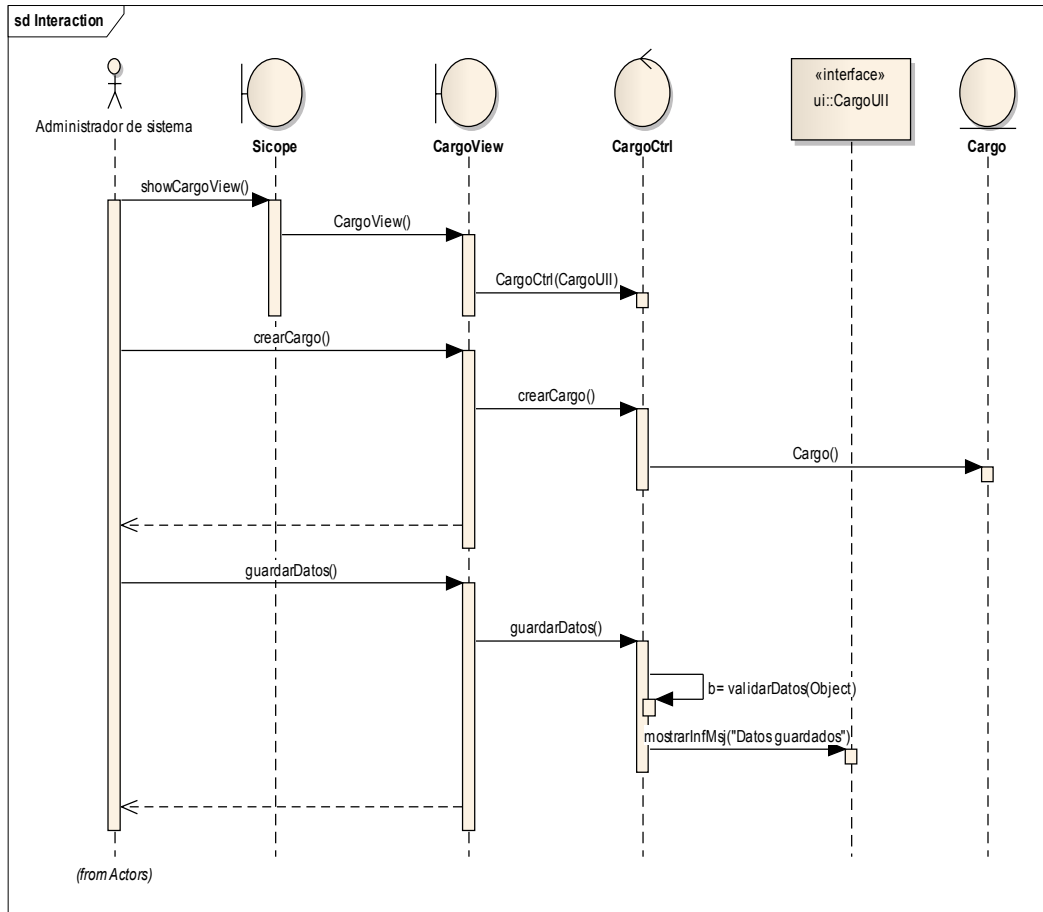 sd Interaction
«interface»
ui::CargoUII
Administrador de sistema
Sicope
CargoView
CargoCtrl
Cargo
showCargoView()
CargoView()
CargoCtrl(CargoUII)
crearCargo()
crearCargo()
Cargo()
guardarDatos()
guardarDatos()
b= validarDatos(Object)
mostrarInfMsj("Datos guardados")
(from Actors)